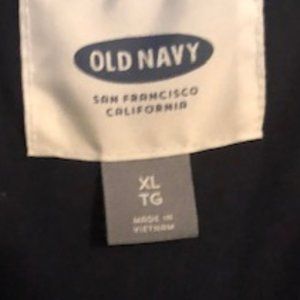 OLD NAVY
SAN FRANCISCO
CALIFORNIA
XL
TG
MADE IN
VIETNAM